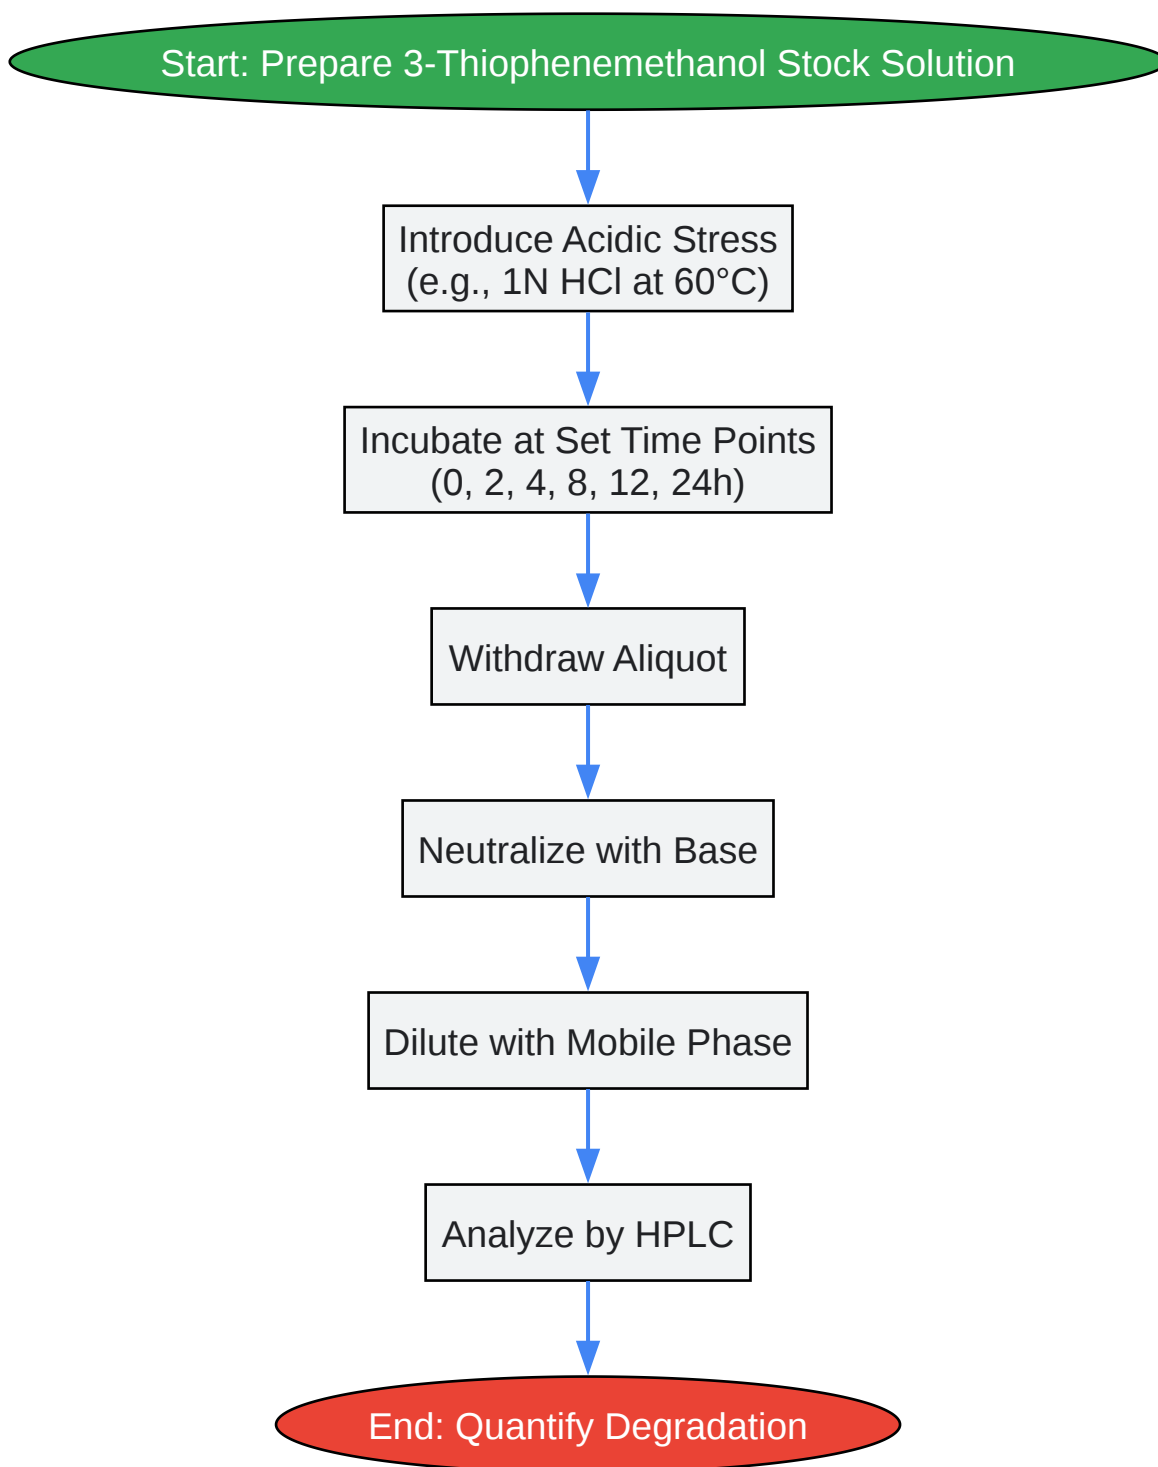 Start: Prepare 3-Thiophenemethanol Stock Solution
Introduce Acidic Stress
(e.g., 1N HCl at 60°C)
Incubate at Set Time Points
(0, 2, 4, 8, 12, 24h)
Withdraw Aliquot
Neutralize with Base
Dilute with Mobile Phase
Analyze by HPLC
End: Quantify Degradation